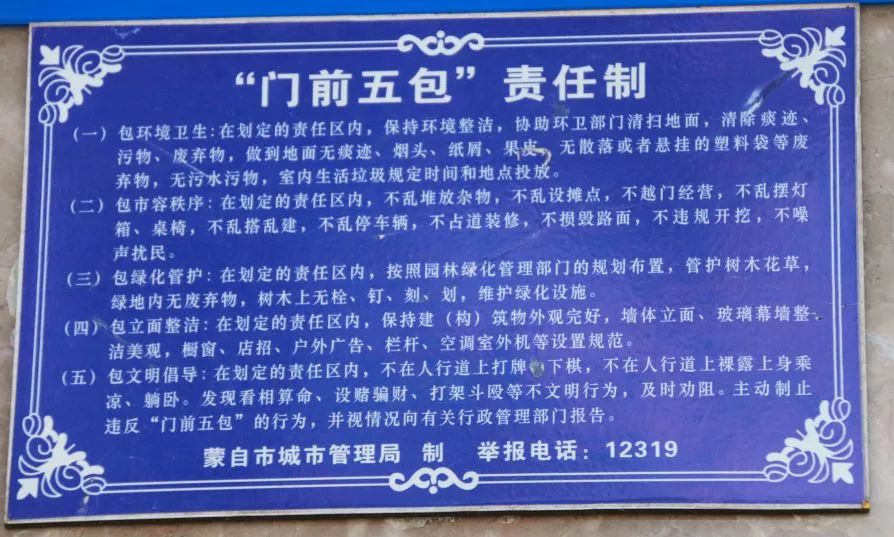 “门前五包”责任制
（一）包环境卫生：在划定的责任区内，保持环境整洁，协助环卫部门清扫地面，清除痰迹、
污物、废弃物，做到地面无痰迹、烟头、纸屑、果皮，无散落或者悬挂的塑料袋等废
弃物，无污水污物，室内生活垃圾规定时间和地点投放。
（二）包市容秩序：在划定的责任区内，不乱堆放杂物，不乱设摊点，不越门经营，不乱摆灯
箱、桌椅，不乱搭乱建，不乱停车辆，不占道装修，不损毁路面，不违规开挖，不噪
声扰民。
（三）包绿化管护：在划定的责任区内，按照园林绿化管理部门的规划布置，管护树木花草，
绿地内无废弃物，树木上无栓、钉、刻、划，维护绿化设施。
（四）包立面整洁：在划定的责任区内，保持建（构）筑物外观完好，墙体立面、玻璃幕墙整
洁美观，橱窗、店招、户外广告、栏杆、空调室外机等设置规范。
（五）包文明倡导：在划定的责任区内，不在人行道上打牌、下棋，不在人行道上裸露上身乘
凉、躺卧。发现看相算命、设赌骗财、打架斗殴等不文明行为，及时劝阻。主动制止
违反“门前五包”的行为，并视情况向有关行政管理部门报告。
蒙自市城市管理局 制 举报电话：12319